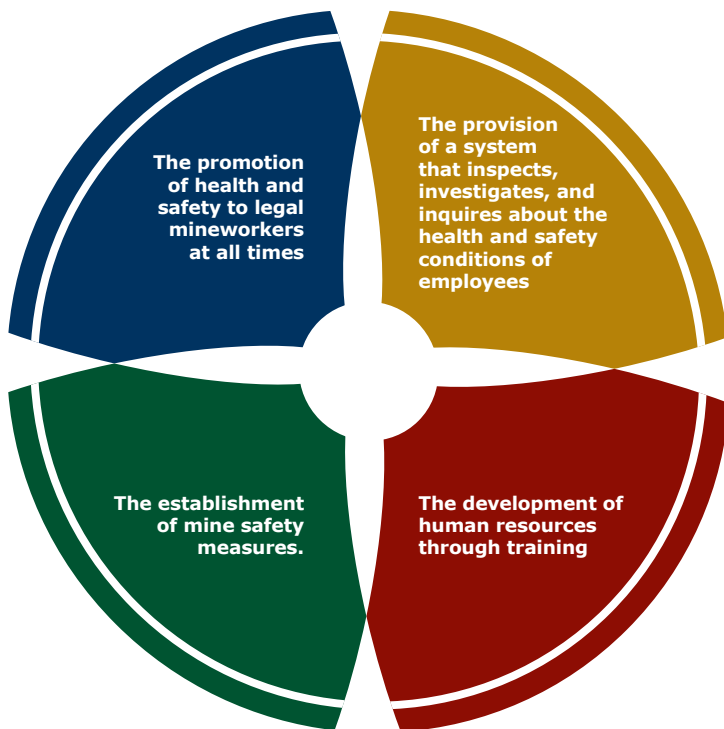 The promotion
of health and
safety to legal
mineworkers
at all times
The provision
of a system
that inspects,
investigates, and
inquires about the
health and safety
conditions of
employees
The establishment
of mine safety
measures.
The development of
human resources
through training